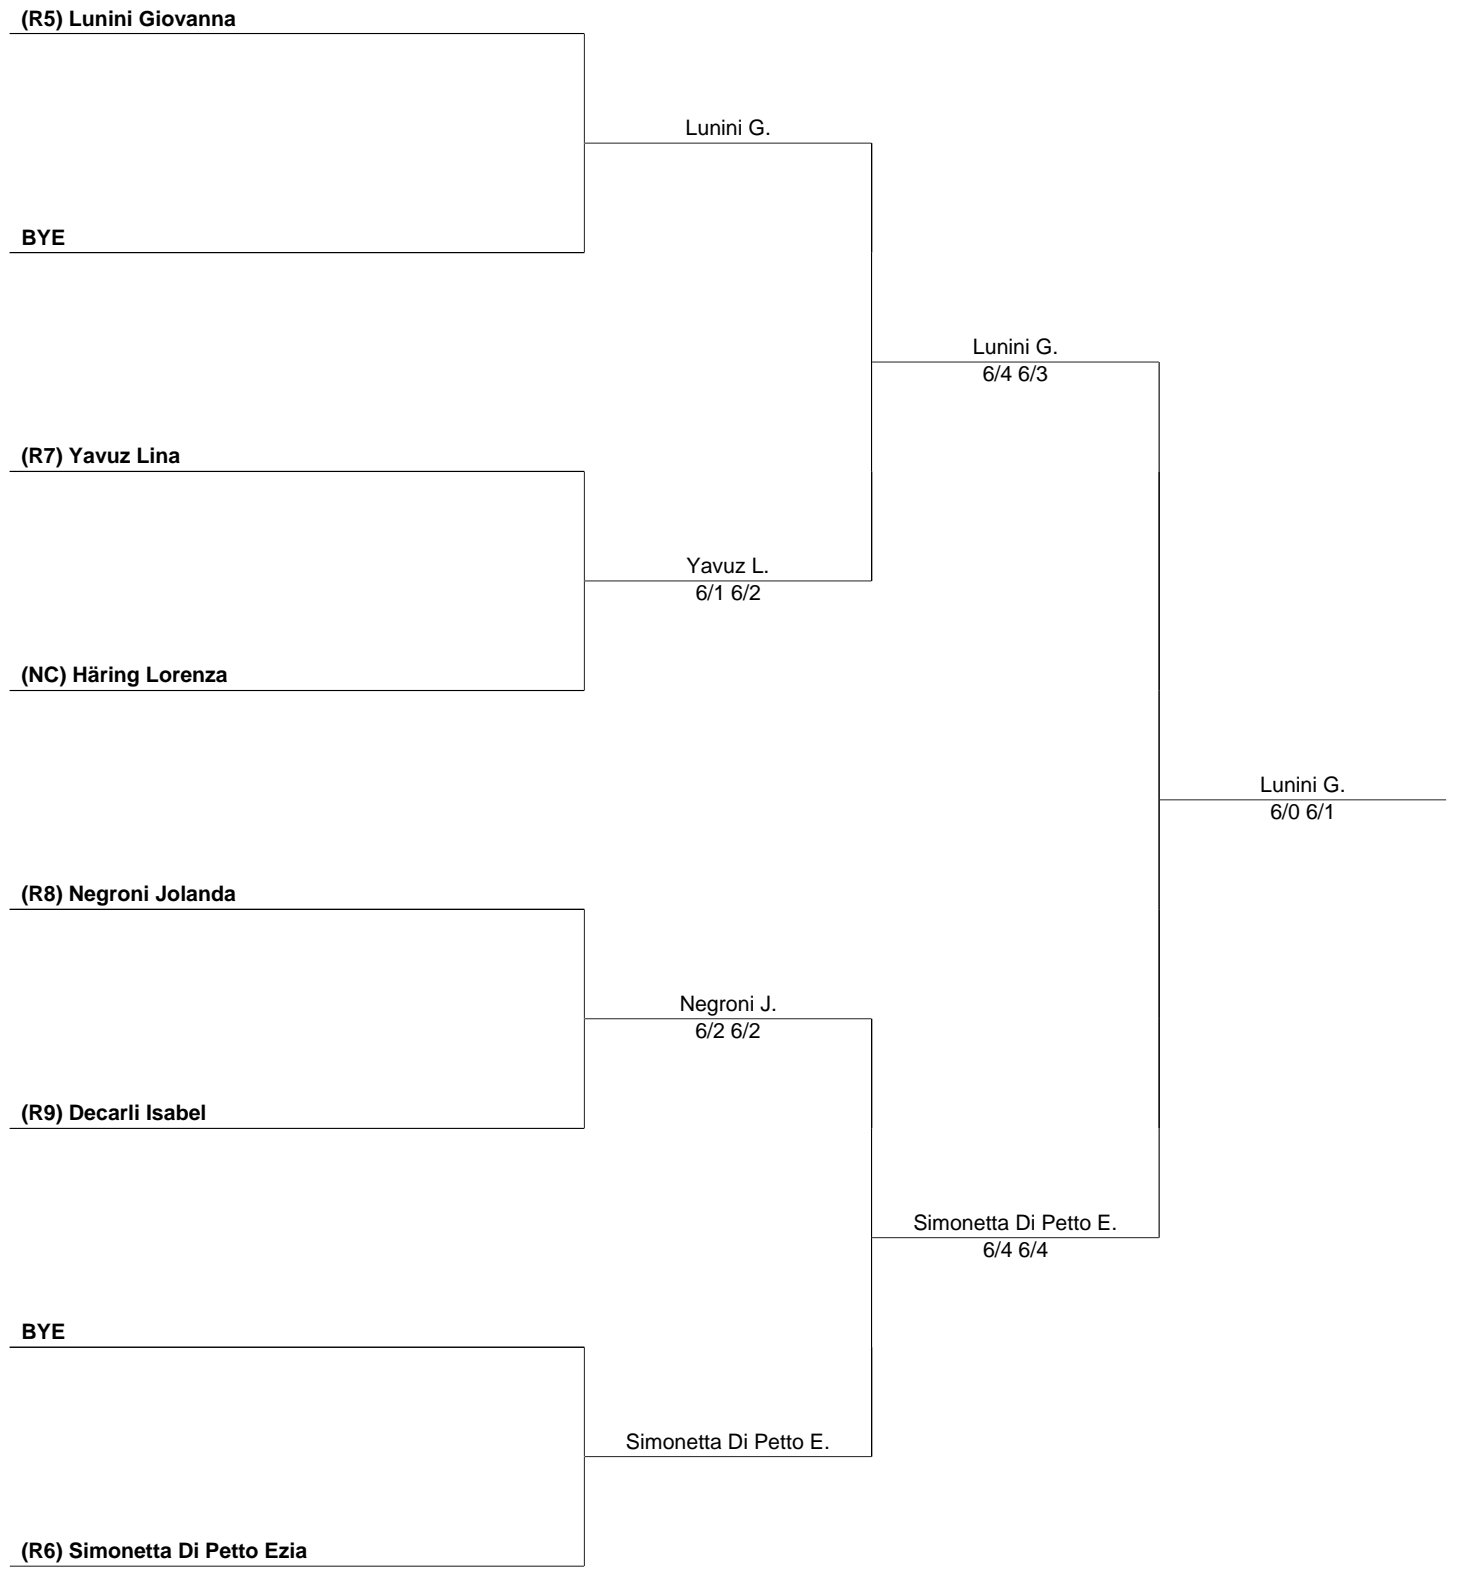 (R5) Lunini Giovanna
Lunini G.
BYE
Lunini G.
6/4 6/3
(R7) Yavuz Lina
Yavuz L.
6/1 6/2
(NC) Häring Lorenza
Lunini G.
6/0 6/1
(R8) Negroni Jolanda
Negroni J.
6/2 6/2
(R9) Decarli Isabel
Simonetta Di Petto E.
6/4 6/4
BYE
Simonetta Di Petto E.
(R6) Simonetta Di Petto Ezia